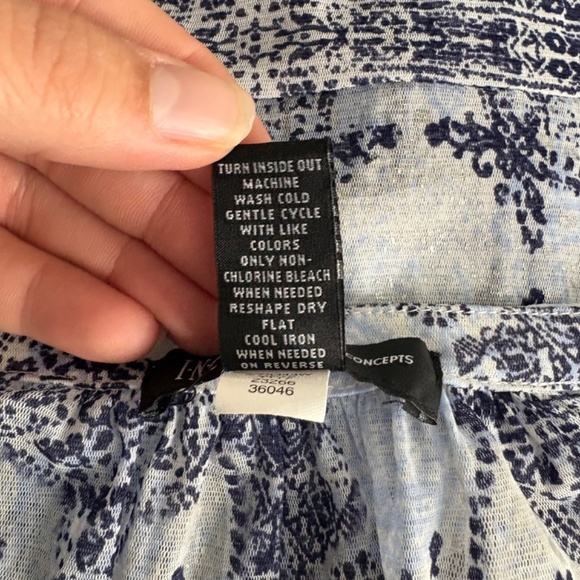 TURN INSIDE OUT
MACHINE
WASH COLD
GENTLE CYCLE
WITH LIKE
COLORS
ONLY NON-
CHLORINE BLEACH
WHEN NEEDED
RESHAPE DRY
FLAT
COOL IRON
WHEN NEEDED
ON REVERSE
I·N
CONCEPTS
23266
36046